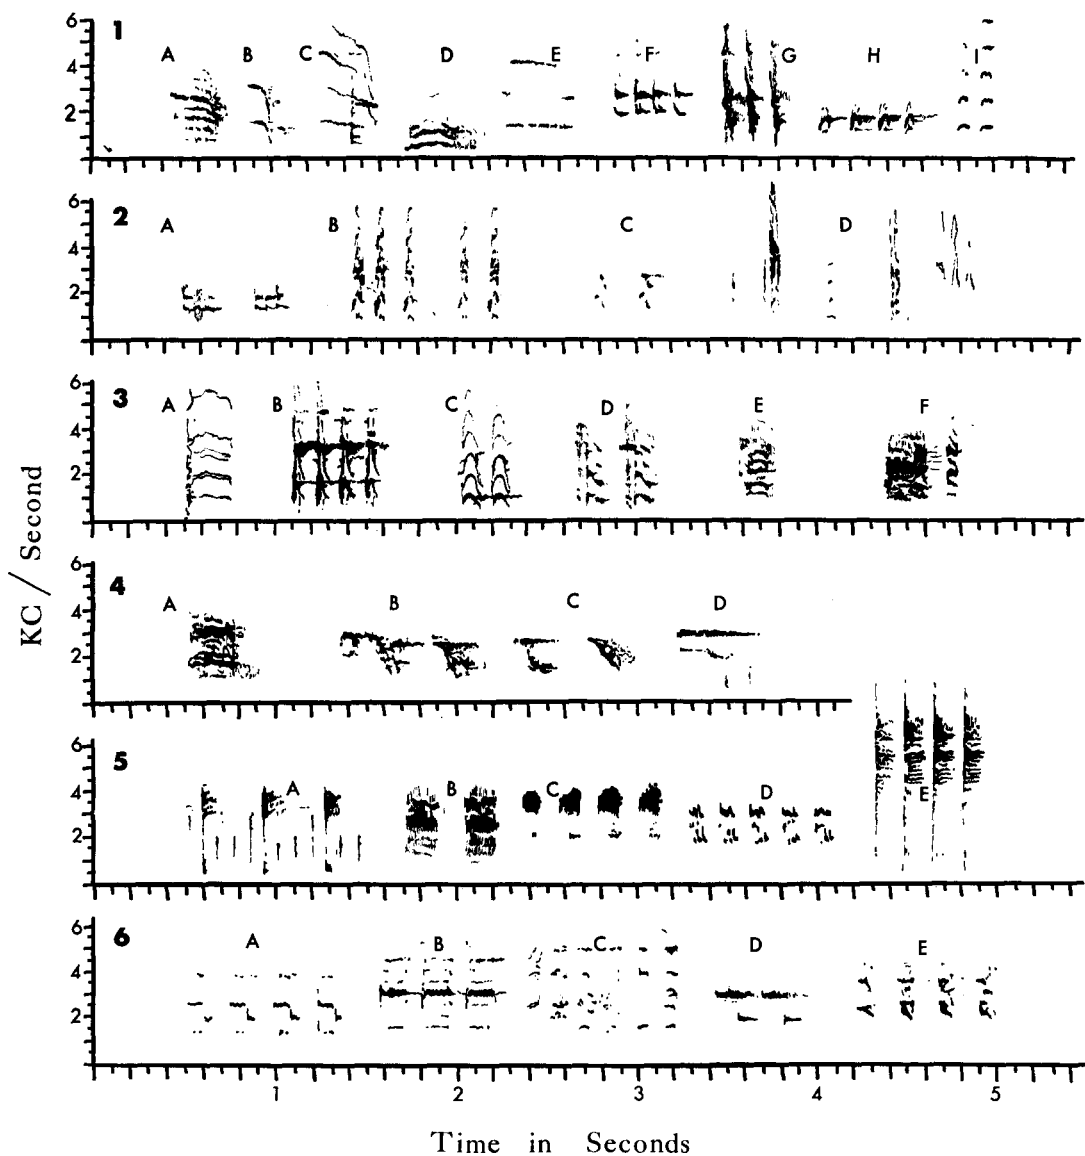 6 1 A B C D E F G H I
4
2
6 2 A B C D
4
2
6 3 A B C D E F
4
2
6 4 A B C D
4
2
6 5 A B C D E
4
2
6 6 A B C D E
4
2
1 2 3 4 5
KC / Second
Time in Seconds